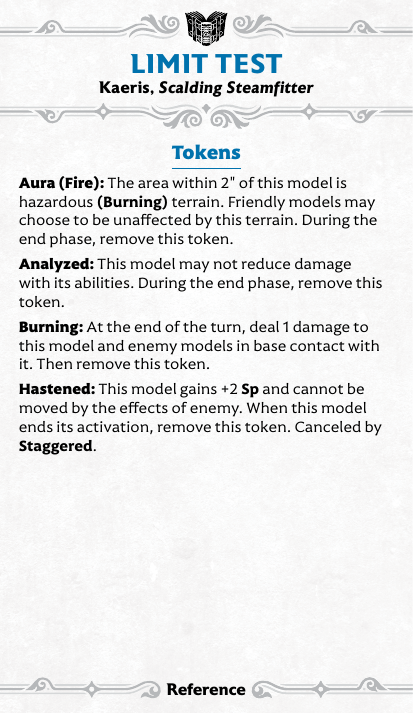 LIMIT TEST
Kaeris, Scalding Steamfitter
Tokens
Aura (Fire): The area within 2" of this model is
hazardous (Burning) terrain. Friendly models may
choose to be unaffected by this terrain. During the
end phase, remove this token.
Analyzed: This model may not reduce damage
with its abilities. During the end phase, remove this
token.
Burning: At the end of the turn, deal 1 damage to
this model and enemy models in base contact with
it. Then remove this token.
Hastened: This model gains +2 Sp and cannot be
moved by the effects of enemy. When this model
ends its activation, remove this token. Canceled by
Staggered.
Reference